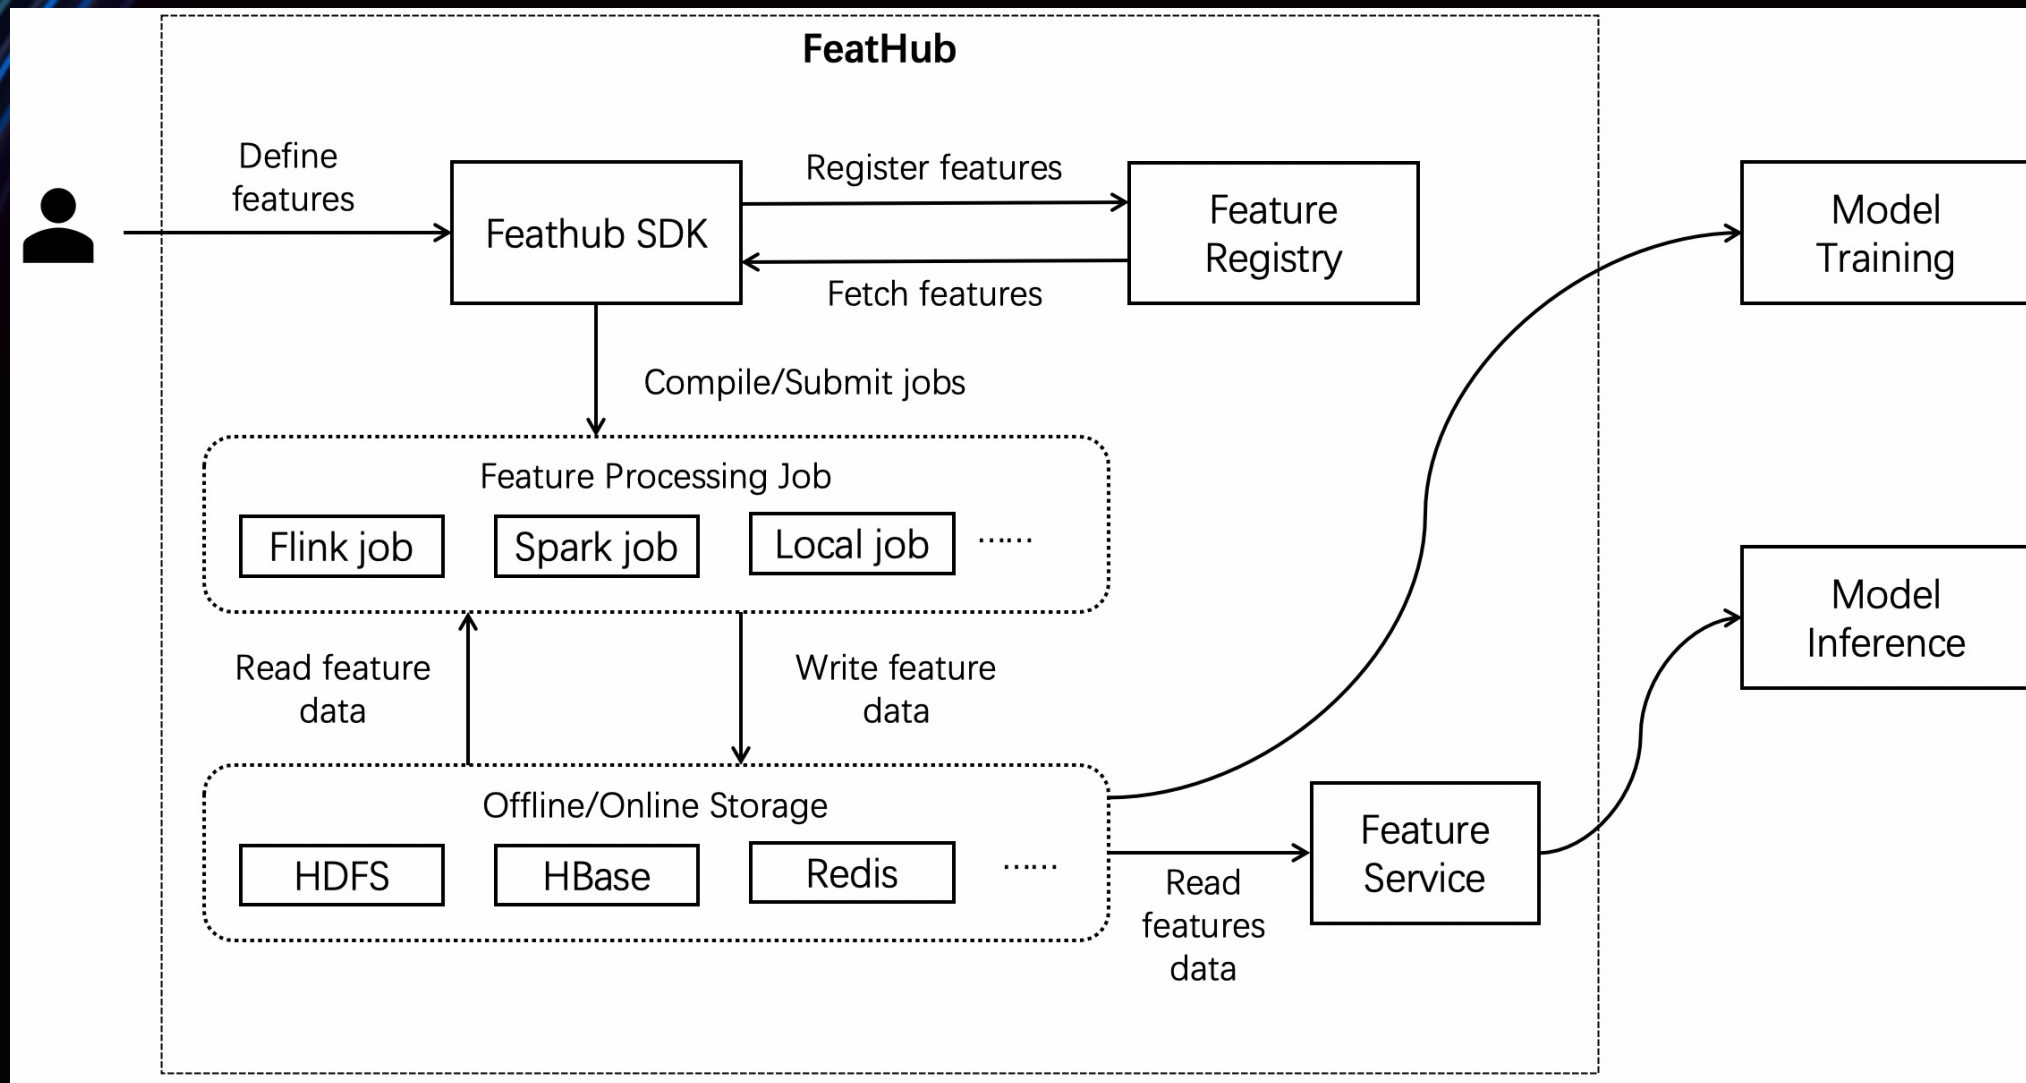 FeatHub
Define
features
Feathub SDK
Register features
Fetch features
Feature
Registry
Model
Training
Compile/Submit jobs
Feature Processing Job
Flink job
Spark job
Local job
......
Read feature
data
Write feature
data
Model
Inference
Offline/Online Storage
HDFS
HBase
Redis
......
Read
features
data
Feature
Service